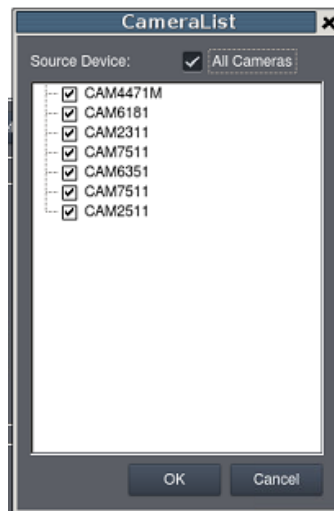 CameraList
Source Device: All Cameras
CAM4471M
CAM6181
CAM2311
CAM7511
CAM6351
CAM7511
CAM2511
OK Cancel